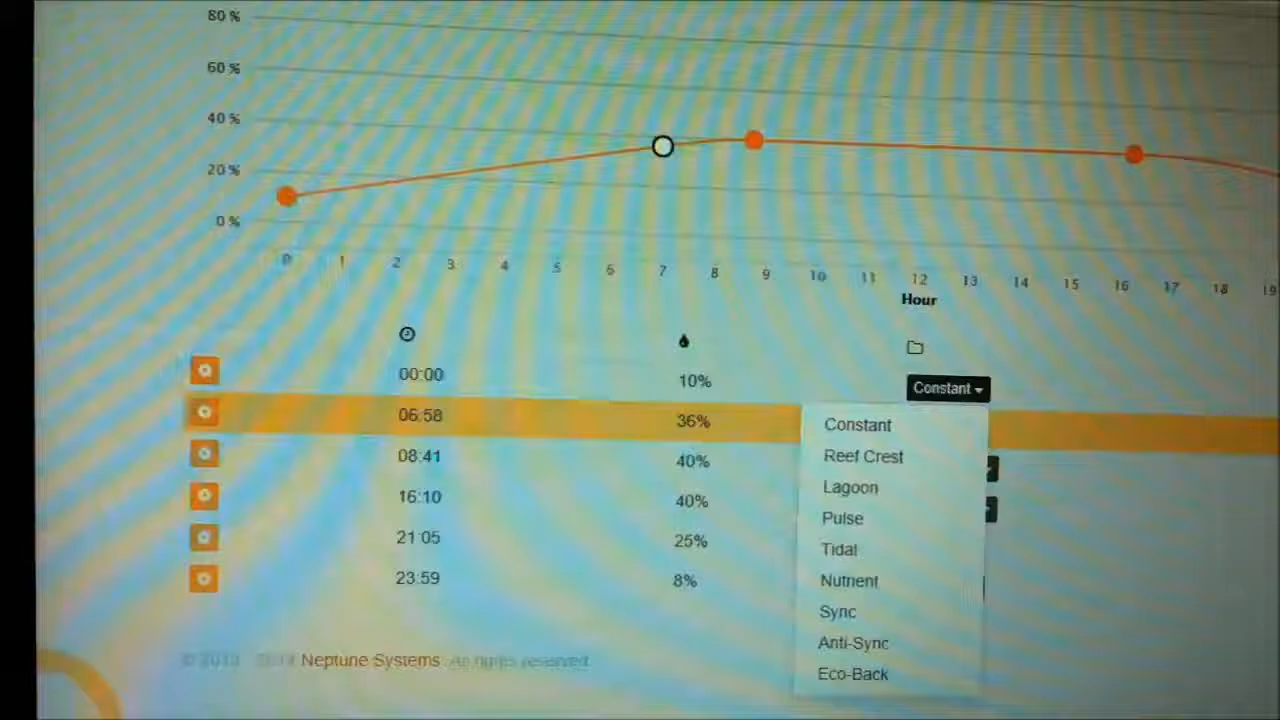 80 %
60 %
40 %
20 %
0 %
0 1 2 3 4 5 6 7 8 9 10 11 12 13 14 15 16 17 18 19
Hour
00:00 10% Constant
06:58 36%
08:41 40%
16:10 40%
21:05 25%
23:59 8%
Constant
Reef Crest
Lagoon
Pulse
Tidal
Nutrient
Sync
Anti-Sync
Eco-Back
© Neptune Systems. All rights reserved.